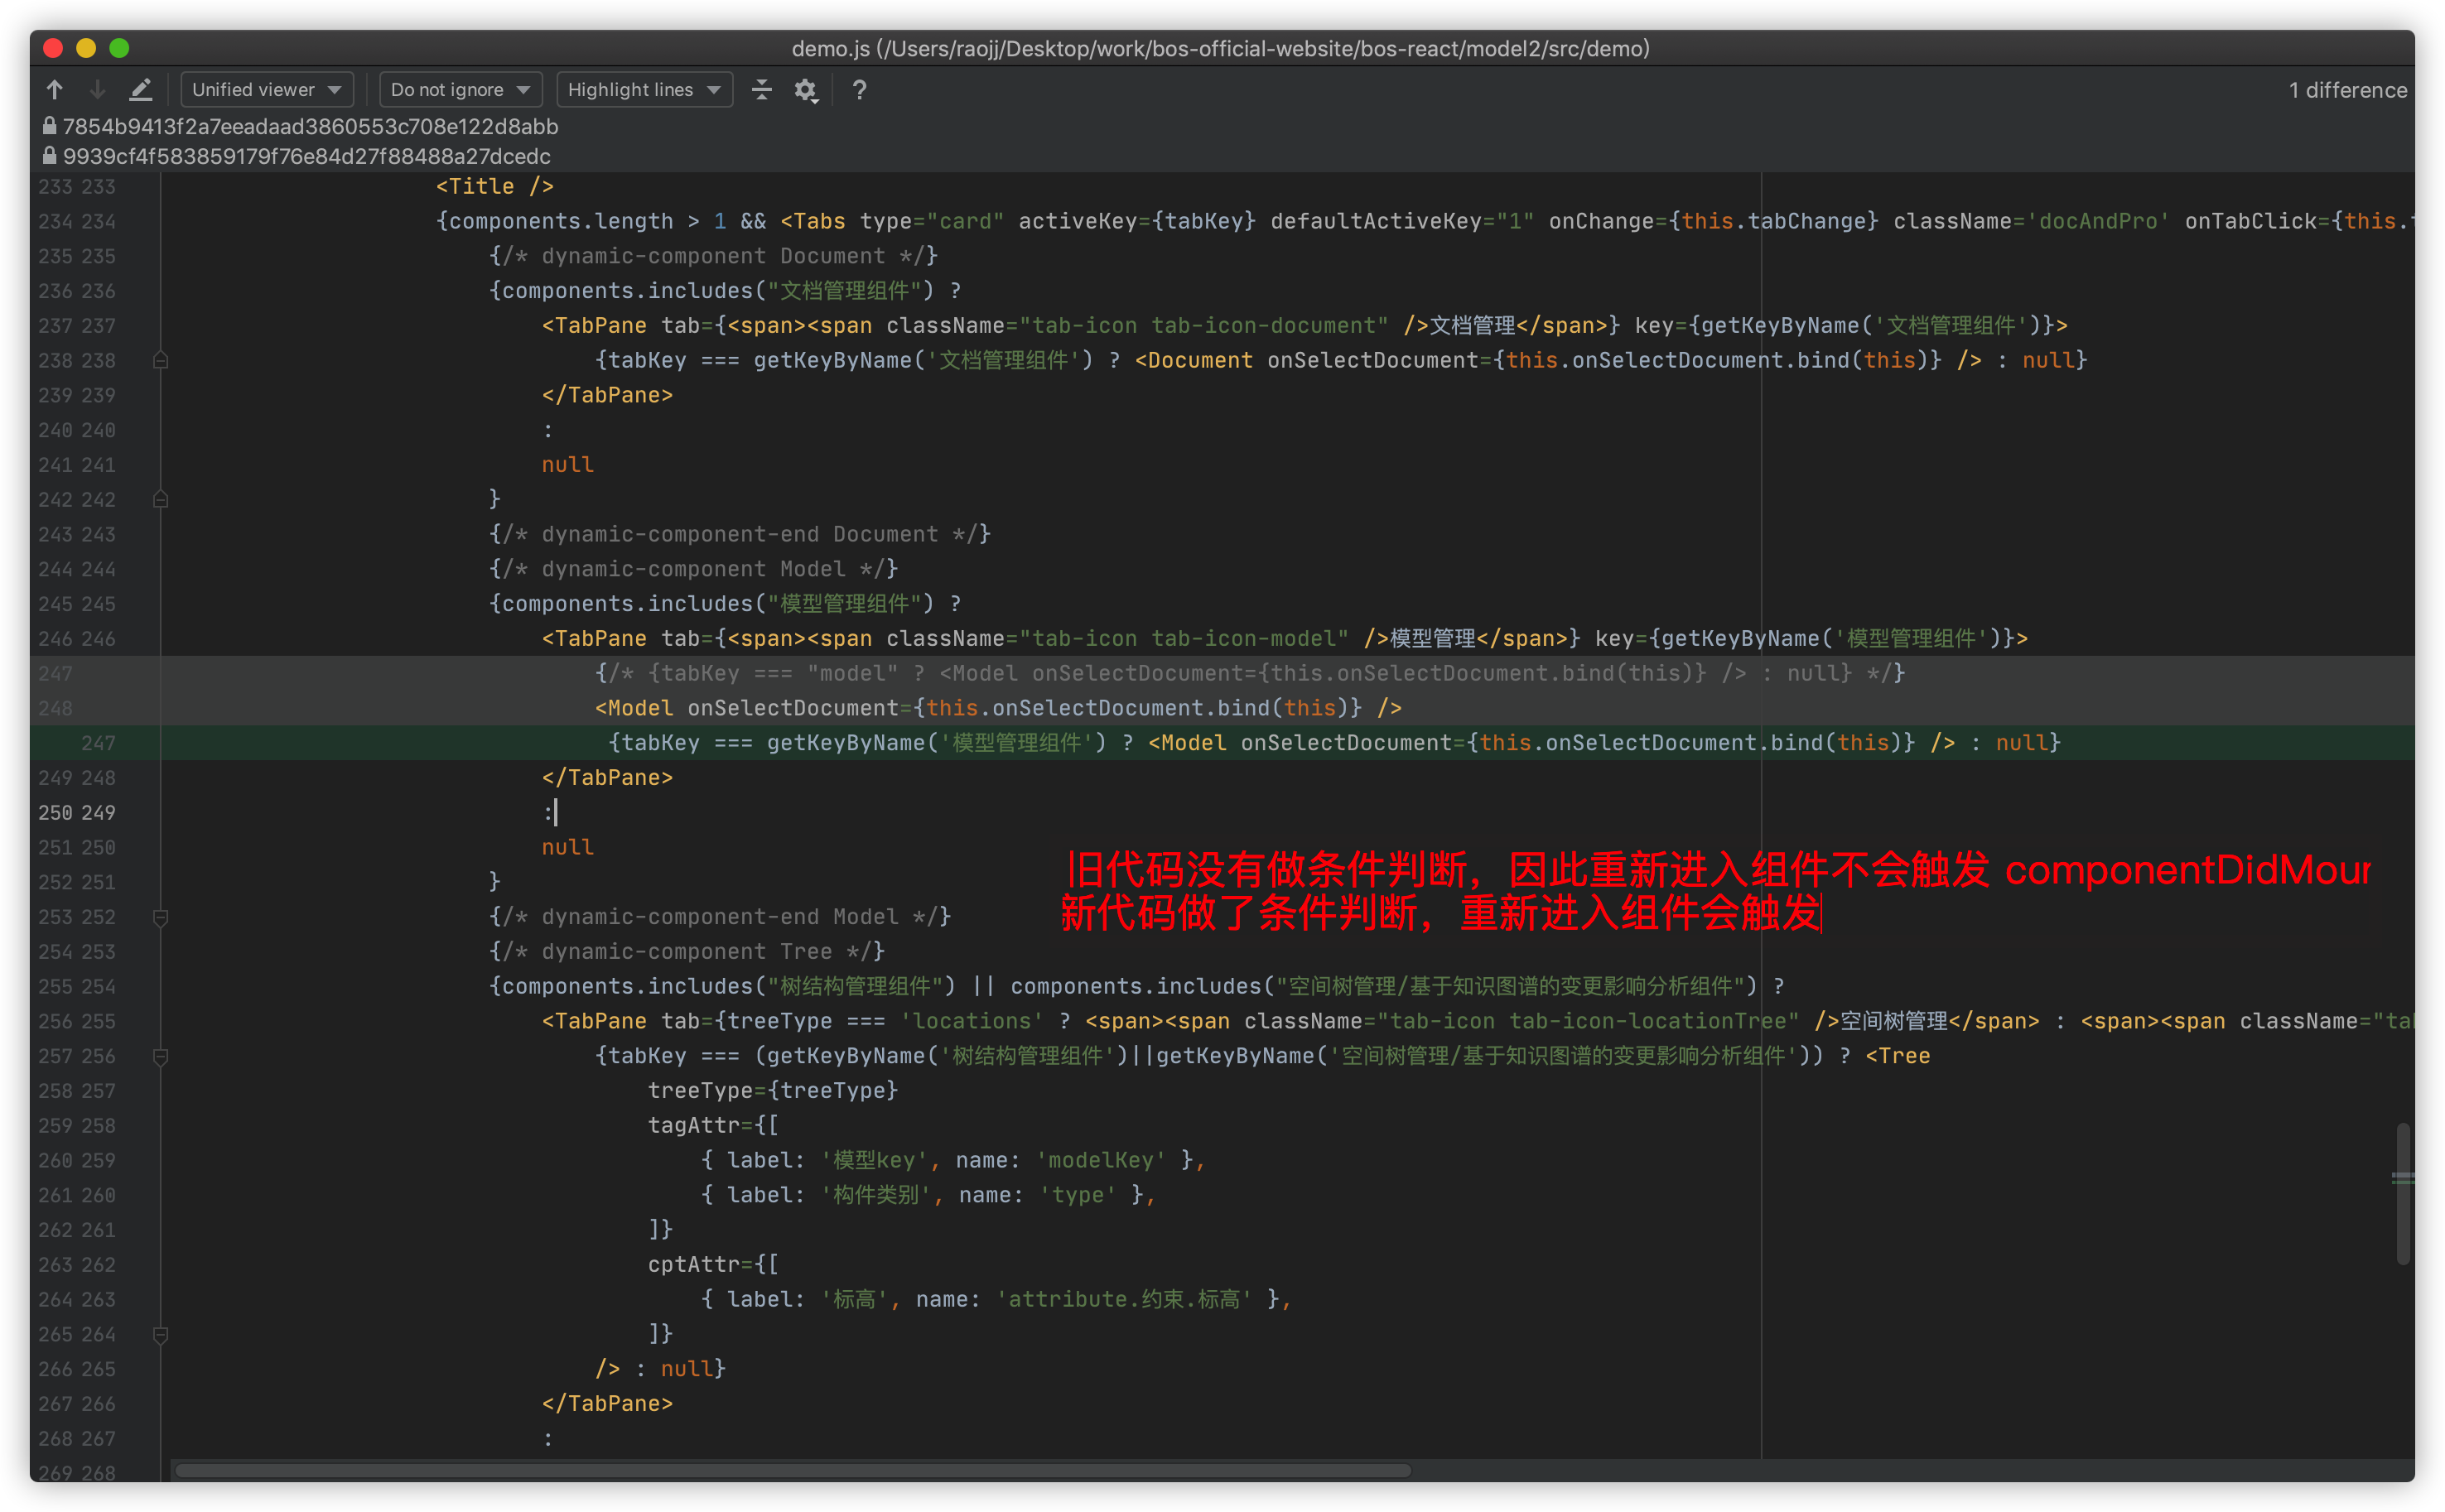 demo.js (/Users/raojj/Desktop/work/bos-official-website/bos-react/model2/src/demo)
Unified viewer Do not ignore Highlight lines ? 1 difference
7854b9413f2a7eeadaad3860553c708e122d8abb
9939cf4f583859179f76e84d27f88488a27dcedc
233 233 <Title />
234 234 {components.length > 1 && <Tabs type="card" activeKey={tabKey} defaultActiveKey="1" onChange={this.tabChange} className='docAndPro' onTabClick={this.
235 235 {/* dynamic-component Document */}
236 236 {components.includes("文档管理组件") ?
237 237 <TabPane tab={<span><span className="tab-icon tab-icon-document" />文档管理</span>} key={getKeyByName('文档管理组件')}>
238 238 {tabKey === getKeyByName('文档管理组件') ? <Document onSelectDocument={this.onSelectDocument.bind(this)} /> : null}
239 239 </TabPane>
240 240 :
241 241 null
242 242 }
243 243 {/* dynamic-component-end Document */}
244 244 {/* dynamic-component Model */}
245 245 {components.includes("模型管理组件") ?
246 246 <TabPane tab={<span><span className="tab-icon tab-icon-model" />模型管理</span>} key={getKeyByName('模型管理组件')}>
247 {/* {tabKey === "model" ? <Model onSelectDocument={this.onSelectDocument.bind(this)} /> : null} */}
248 <Model onSelectDocument={this.onSelectDocument.bind(this)} />
247 {tabKey === getKeyByName('模型管理组件') ? <Model onSelectDocument={this.onSelectDocument.bind(this)} /> : null}
249 248 </TabPane>
250 249 :
251 250 null
旧代码没有做条件判断，因此重新进入组件不会触发 componentDidMour
252 251 }
253 252 {/* dynamic-component-end Model */}
新代码做了条件判断，重新进入组件会触发
254 253 {/* dynamic-component Tree */}
255 254 {components.includes("树结构管理组件") || components.includes("空间树管理/基于知识图谱的变更影响分析组件") ?
256 255 <TabPane tab={treeType === 'locations' ? <span><span className="tab-icon tab-icon-locationTree" />空间树管理</span> : <span><span className="ta
257 256 {tabKey === (getKeyByName('树结构管理组件')||getKeyByName('空间树管理/基于知识图谱的变更影响分析组件')) ? <Tree
258 257 treeType={treeType}
259 258 tagAttr={[
260 259 { label: '模型key', name: 'modelKey' },
261 260 { label: '构件类别', name: 'type' },
262 261 ]}
263 262 cptAttr={[
264 263 { label: '标高', name: 'attribute.约束.标高' },
265 264 ]}
266 265 /> : null}
267 266 </TabPane>
268 267 :
269 268